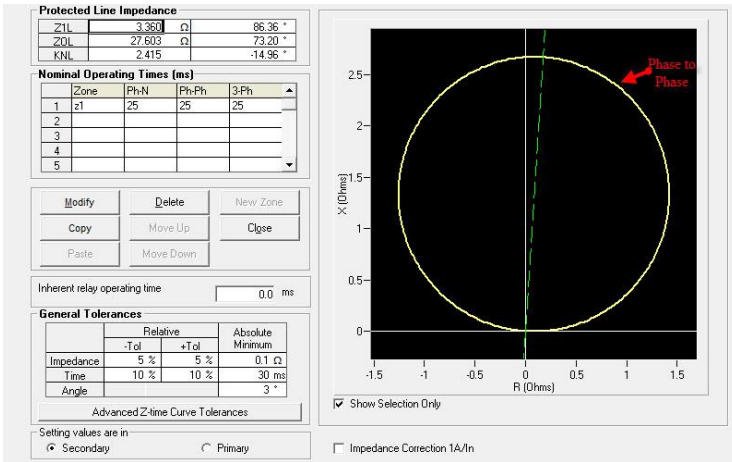 Protected Line Impedance
Z1L 3.360 Ω 86.36 °
Z0L 27.603 Ω 73.20 °
KNL 2.415 -14.96 °
Nominal Operating Times (ms)
Zone Ph-N Ph-Ph 3-Ph
1 z1 25 25 25
2
3
4
5
Modify Delete New Zone
Copy Move Up Close
Paste Move Down
Inherent relay operating time 0.0 ms
General Tolerances
Relative Absolute
-Tol +Tol Minimum
Impedance 5 % 5 % 0.1 Ω
Time 10 % 10 % 30 ms
Angle 3 °
Advanced Z-time Curve Tolerances
Setting values are in
Secondary Primary
Phase to
Phase
2.5
2
1.5
1
0.5
0
X (Ohms)
-1.5 -1 -0.5 0 0.5 1 1.5
R (Ohms)
Show Selection Only
Impedance Correction 1A/In